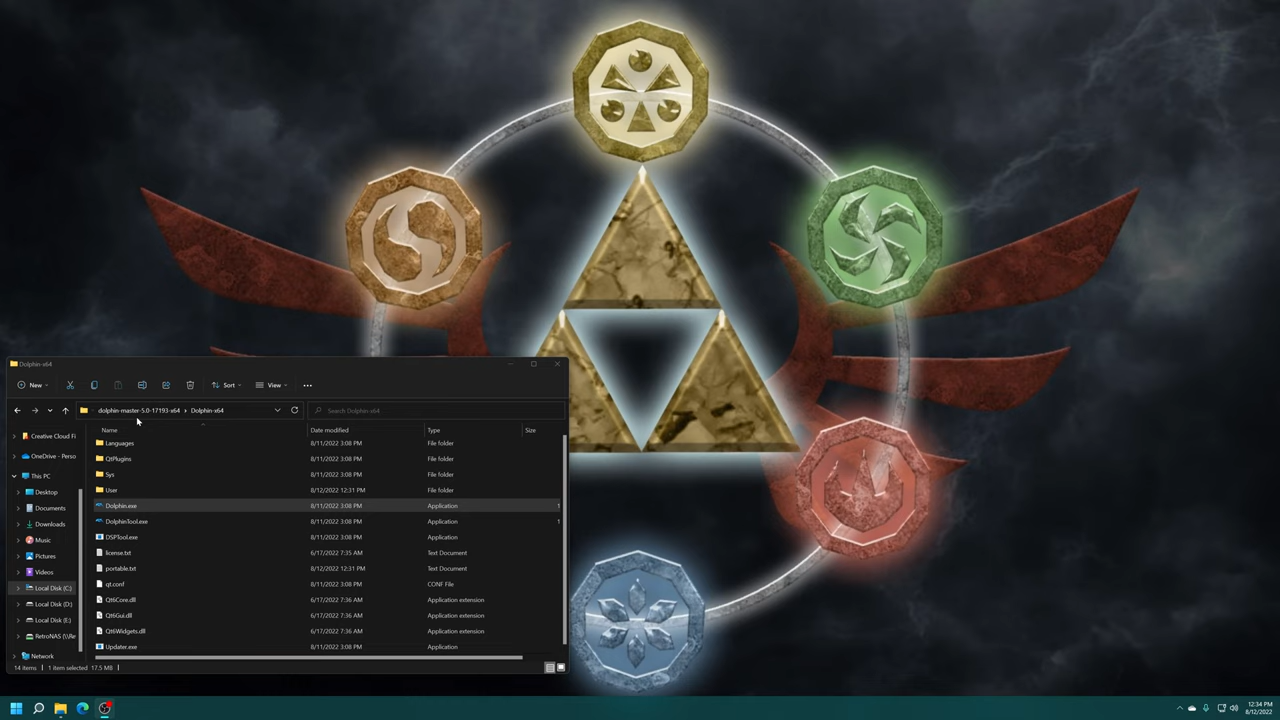 Dolphin-x64
New
Sort
View
dolphin-master-5.0-17193-x64 Dolphin-x64
Search Dolphin-x64
Name Date modified Type Size
Creative Cloud Fi
OneDrive - Perso
This PC
Desktop
Documents
Downloads
Music
Pictures
Videos
Local Disk (C:)
Local Disk (D:)
Local Disk (E:)
RetroNAS (\\Re
Network
Languages 8/11/2022 3:08 PM File folder
QtPlugins 8/11/2022 3:08 PM File folder
Sys 8/11/2022 3:08 PM File folder
User 8/12/2022 12:31 PM File folder
Dolphin.exe 8/11/2022 3:08 PM Application 1
DolphinTool.exe 8/11/2022 3:08 PM Application 1
DSPTool.exe 8/11/2022 3:08 PM Application
license.txt 6/17/2022 7:35 AM Text Document
portable.txt 8/12/2022 12:31 PM Text Document
qt.conf 8/11/2022 3:08 PM CONF File
Qt6Core.dll 6/17/2022 7:36 AM Application extension
Qt6Gui.dll 6/17/2022 7:36 AM Application extension
Qt6Widgets.dll 6/17/2022 7:36 AM Application extension
Updater.exe 8/11/2022 3:08 PM Application
14 items 1 item selected 17.5 MB
12:34 PM
8/12/2022